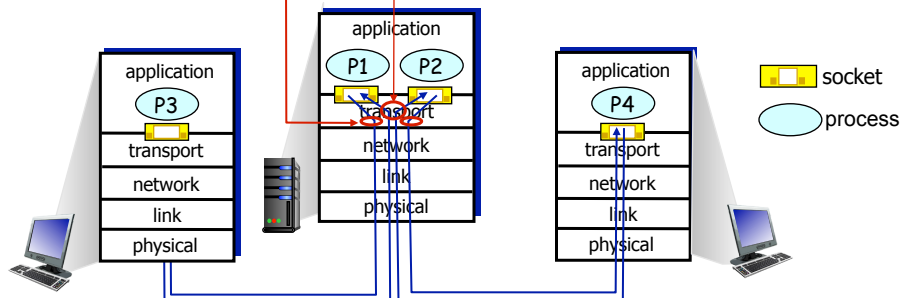 application
P3
transport
network
link
physical
application
P1 P2
transport
network
link
physical
application
P4
transport
network
link
physical
socket
process